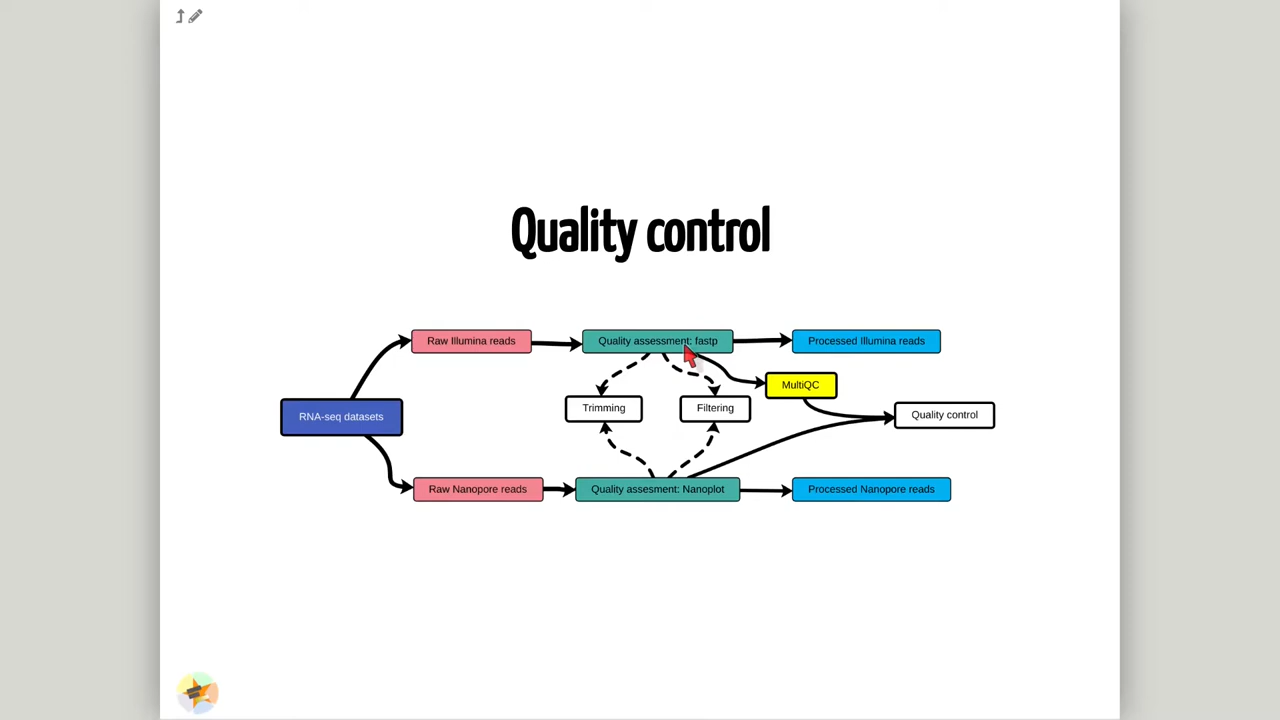 Quality control
Raw Illumina reads
Quality assessment: fastp
Processed Illumina reads
MultiQC
RNA-seq datasets
Trimming
Filtering
Quality control
Raw Nanopore reads
Quality assesment: Nanoplot
Processed Nanopore reads